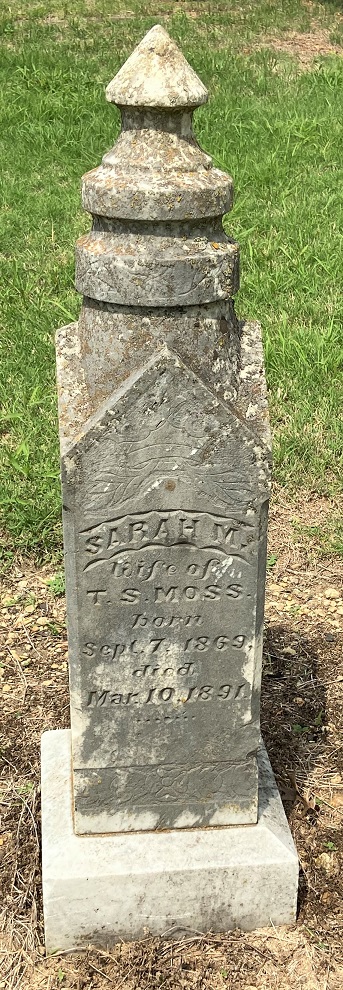 SARAH M.
Wife of
T. S. MOSS.
born
Sept. 7. 1869,
died
Mar. 10. 1891